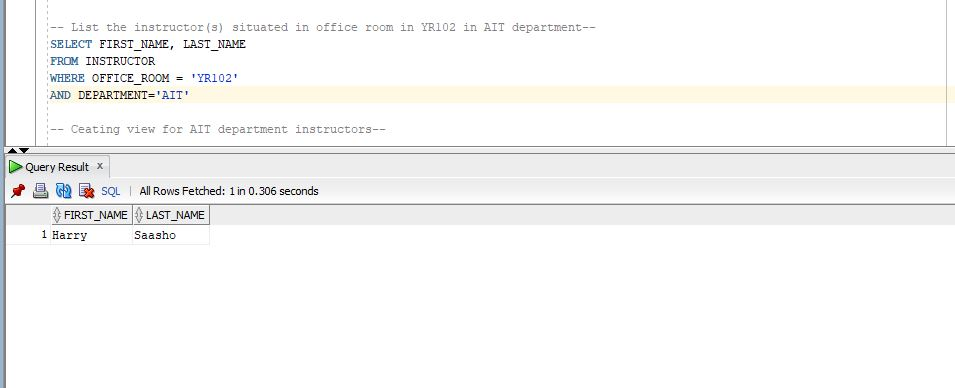 -- List the instructor(s) situated in office room in YR102 in AIT department--
SELECT FIRST_NAME, LAST_NAME
FROM INSTRUCTOR
WHERE OFFICE_ROOM = 'YR102'
AND DEPARTMENT='AIT'
-- Ceating view for AIT department instructors--
Query Result x
SQL | All Rows Fetched: 1 in 0.306 seconds
FIRST_NAME LAST_NAME
1 Harry Saasho